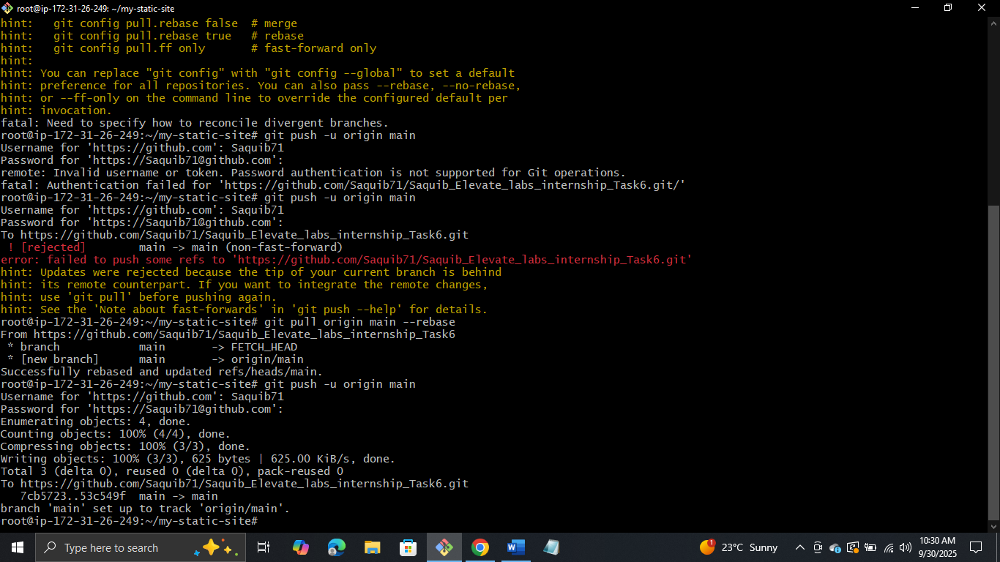 root@ip-172-31-26-249: ~/my-static-site
hint:   git config pull.rebase false  # merge
hint:   git config pull.rebase true   # rebase
hint:   git config pull.ff only       # fast-forward only
hint:
hint: You can replace "git config" with "git config --global" to set a default
hint: preference for all repositories. You can also pass --rebase, --no-rebase,
hint: or --ff-only on the command line to override the configured default per
hint: invocation.
fatal: Need to specify how to reconcile divergent branches.
root@ip-172-31-26-249:~/my-static-site# git push -u origin main
Username for 'https://github.com': Saquib71
Password for 'https://Saquib71@github.com':
remote: Invalid username or token. Password authentication is not supported for Git operations.
fatal: Authentication failed for 'https://github.com/Saquib71/Saquib_Elevate_labs_internship_Task6.git/'
root@ip-172-31-26-249:~/my-static-site# git push -u origin main
Username for 'https://github.com': Saquib71
Password for 'https://Saquib71@github.com':
To https://github.com/Saquib71/Saquib_Elevate_labs_internship_Task6.git
 ! [rejected]        main -> main (non-fast-forward)
error: failed to push some refs to 'https://github.com/Saquib71/Saquib_Elevate_labs_internship_Task6.git'
hint: Updates were rejected because the tip of your current branch is behind
hint: its remote counterpart. If you want to integrate the remote changes,
hint: use 'git pull' before pushing again.
hint: See the 'Note about fast-forwards' in 'git push --help' for details.
root@ip-172-31-26-249:~/my-static-site# git pull origin main --rebase
From https://github.com/Saquib71/Saquib_Elevate_labs_internship_Task6
 * branch            main       -> FETCH_HEAD
 * [new branch]      main       -> origin/main
Successfully rebased and updated refs/heads/main.
root@ip-172-31-26-249:~/my-static-site# git push -u origin main
Username for 'https://github.com': Saquib71
Password for 'https://Saquib71@github.com':
Enumerating objects: 4, done.
Counting objects: 100% (4/4), done.
Compressing objects: 100% (3/3), done.
Writing objects: 100% (3/3), 625 bytes | 625.00 KiB/s, done.
Total 3 (delta 0), reused 0 (delta 0), pack-reused 0
To https://github.com/Saquib71/Saquib_Elevate_labs_internship_Task6.git
   7cb5723..53c549f  main -> main
branch 'main' set up to track 'origin/main'.
root@ip-172-31-26-249:~/my-static-site#
Type here to search
1
23°C Sunny
10:30 AM
9/30/2025